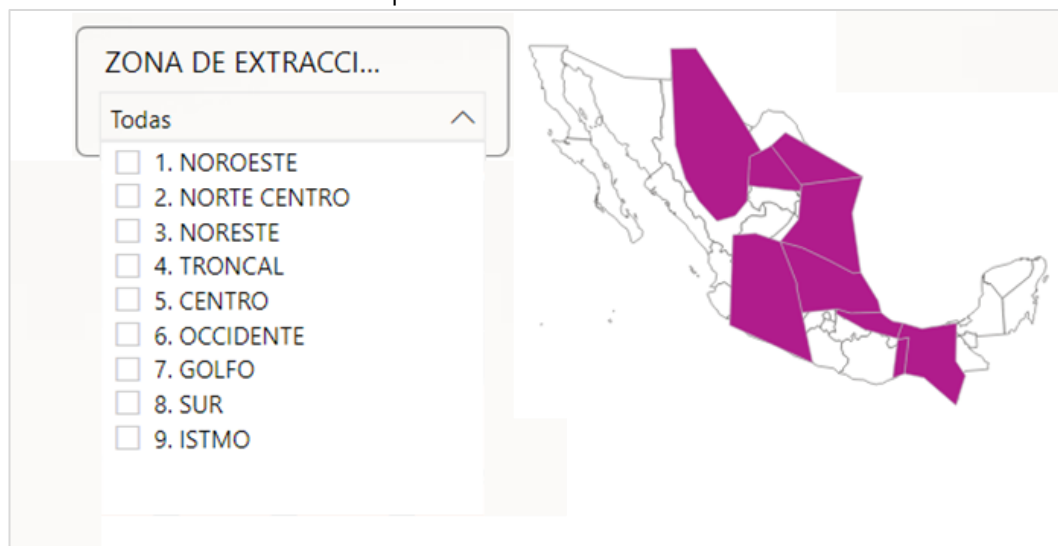 ZONA DE EXTRACCI...
Todas
1. NOROESTE
2. NORTE CENTRO
3. NORESTE
4. TRONCAL
5. CENTRO
6. OCCIDENTE
7. GOLFO
8. SUR
9. ISTMO